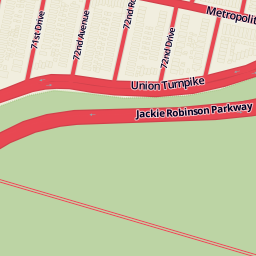 71st Drive
72nd Avenue
72nd Ro
72nd Drive
Metropolit
Union Turnpike
Jackie Robinson Parkway